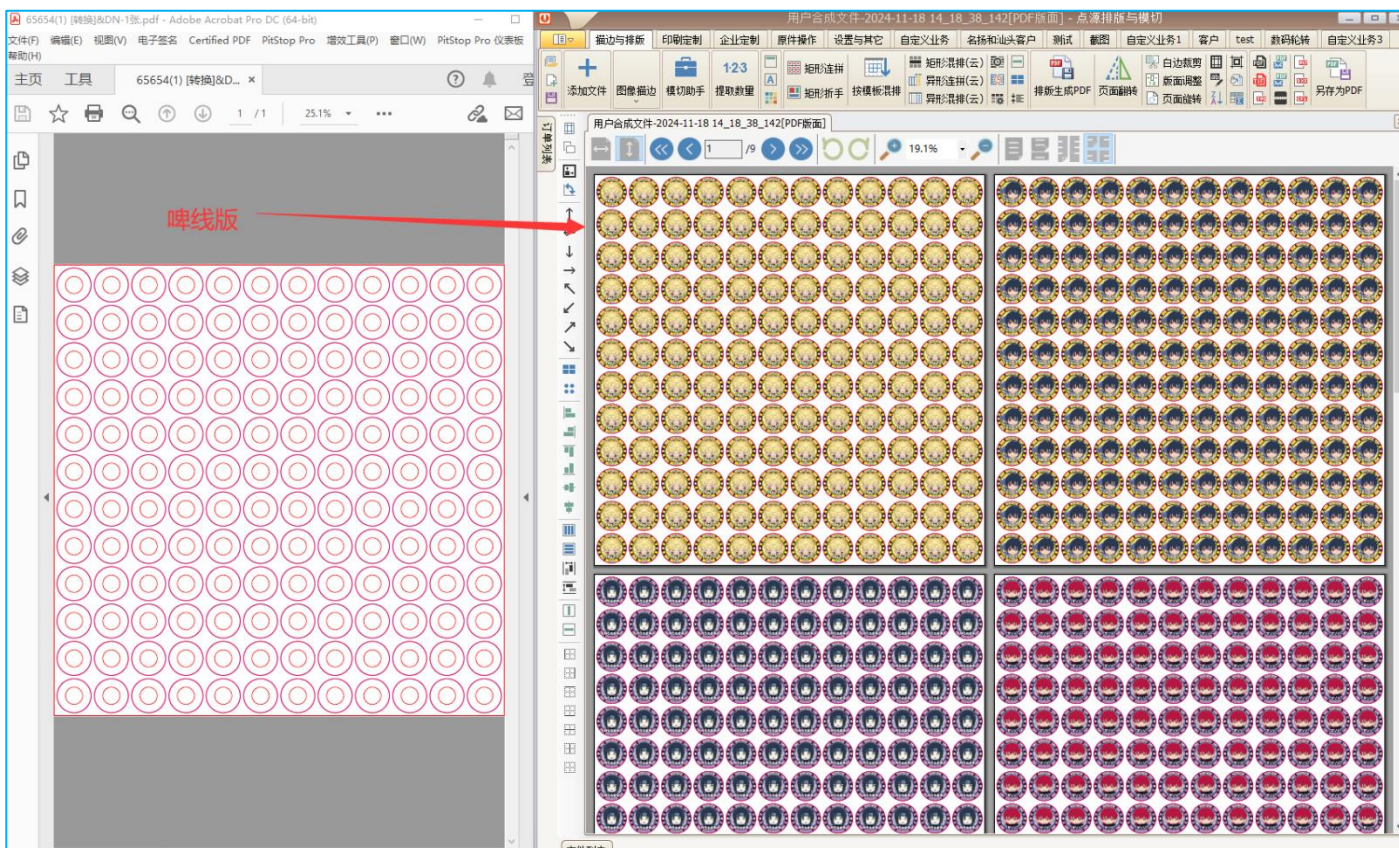 65654(1) [转换]&DN-1张.pdf - Adobe Acrobat Pro DC (64-bit)
文件(F) 编辑(E) 视图(V) 电子签名 Certified PDF PitStop Pro 增效工具(P) 窗口(W) PitStop Pro 仪表板
帮助(H)
主页 工具 65654(1) [转换]&D... × 登
1 / 1 25.1%
啤线版
用户合成文件-2024-11-18 14_18_38_142[PDF版面] - 点源排版与模切
描边与排版 印刷定制 企业定制 原件操作 设置与其它 自定义业务 名扬和汕头客户 测试 截图 自定义业务1 客户 test 数码轮转 自定义业务3
添加文件 图像描边 模切助手 1·2·3 提取数量 矩形连拼 矩形折手 按模板混排 矩形混排(云) 异形连拼(云) 异形混排(云) 排版生成PDF 页面翻转 白边裁剪 版面调整 页面旋转 另存为PDF
订单列表
用户合成文件-2024-11-18 14_18_38_142[PDF版面]
1 /9 19.1%